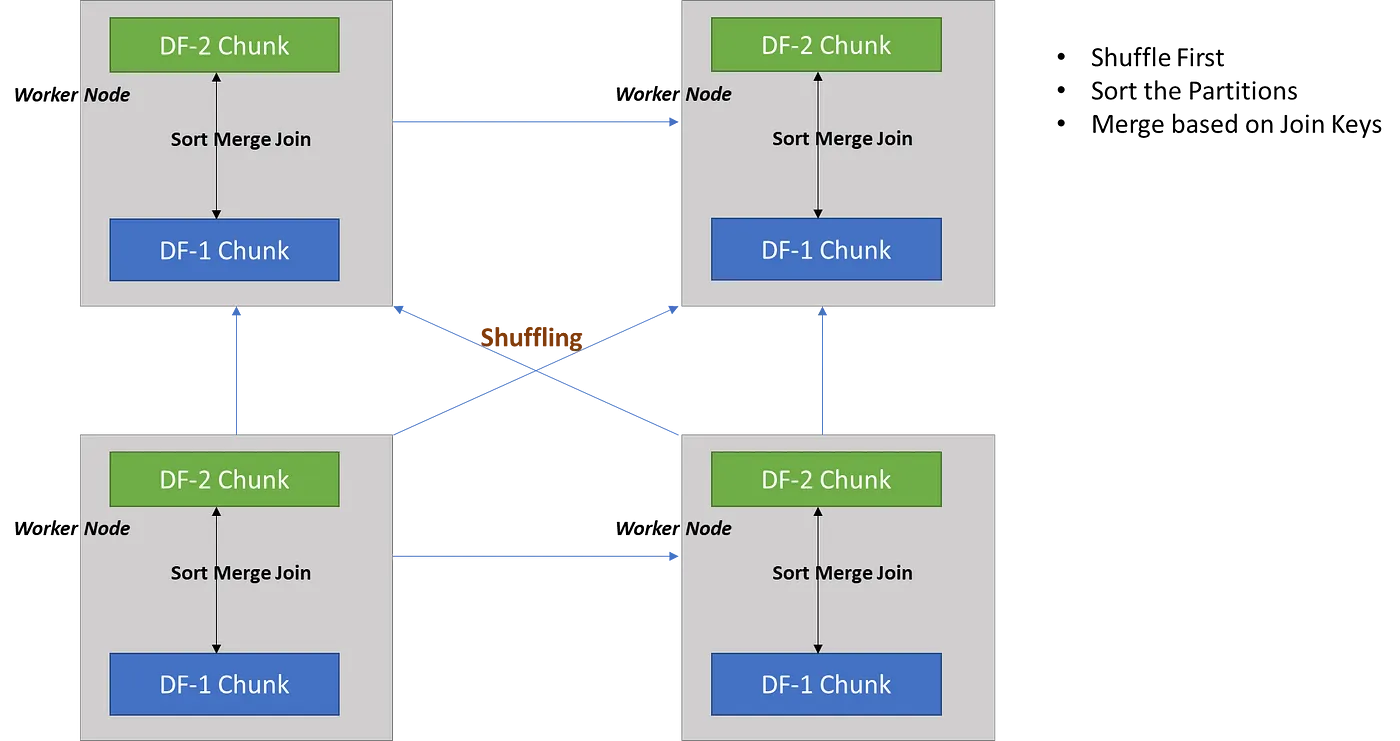 DF-2 Chunk
Worker Node
Sort Merge Join
DF-1 Chunk
DF-2 Chunk
Worker Node
Sort Merge Join
DF-1 Chunk
• Shuffle First
• Sort the Partitions
• Merge based on Join Keys
Shuffling
DF-2 Chunk
Worker Node
Sort Merge Join
DF-1 Chunk
DF-2 Chunk
Worker Node
Sort Merge Join
DF-1 Chunk